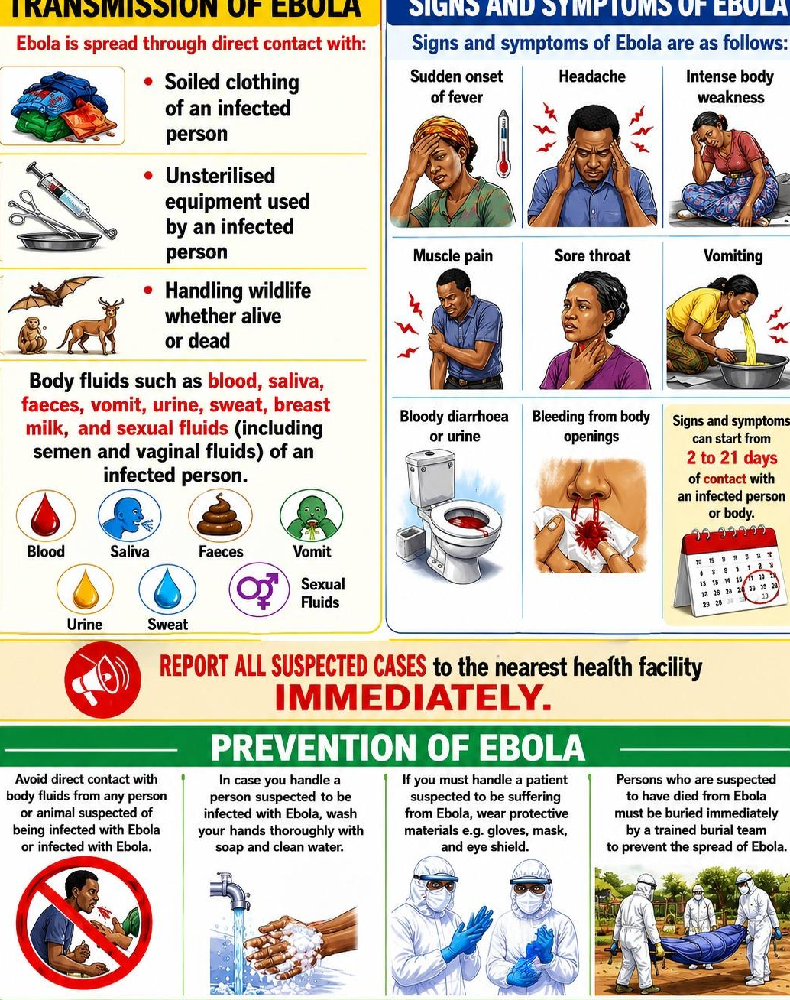 TRANSMISSION OF EBOLA
Ebola is spread through direct contact with:
• Soiled clothing
of an infected
person
• Unsterilised
equipment used
by an infected
person
• Handling wildlife
whether alive
or dead
Body fluids such as blood, saliva,
faeces, vomit, urine, sweat, breast
milk, and sexual fluids (including
semen and vaginal fluids) of an
infected person.
Blood
Saliva
Faeces
Vomit
Urine
Sweat
Sexual
Fluids
SIGNS AND SYMPTOMS OF EBOLA
Signs and symptoms of Ebola are as follows:
Sudden onset
of fever
Headache
Intense body
weakness
Muscle pain
Sore throat
Vomiting
Bloody diarrhoea
or urine
Bleeding from body
openings
Signs and symptoms
can start from
2 to 21 days
of contact with
an infected person
or body.
REPORT ALL SUSPECTED CASES to the nearest health facility
IMMEDIATELY.
PREVENTION OF EBOLA
Avoid direct contact with
body fluids from any person
or animal suspected of
being infected with Ebola
or infected with Ebola.
In case you handle a
person suspected to be
infected with Ebola, wash
your hands thoroughly with
soap and clean water.
If you must handle a patient
suspected to be suffering
from Ebola, wear protective
materials e.g. gloves, mask,
and eye shield.
Persons who are suspected
to have died from Ebola
must be buried immediately
by a trained burial team
to prevent the spread of Ebola.